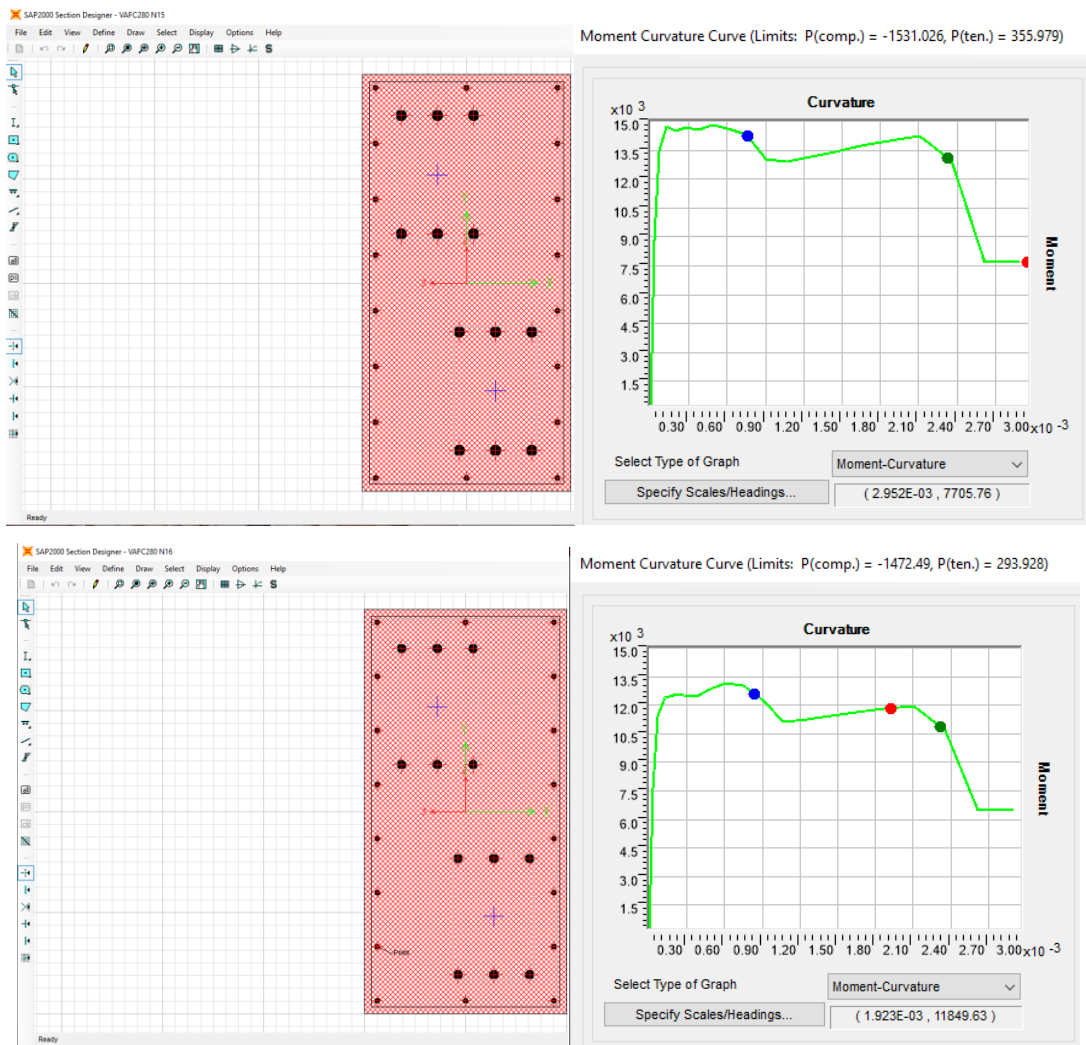 SAP2000 Section Designer - VAFC280 N15
File Edit View Define Draw Select Display Options Help
Ready
Moment Curvature Curve (Limits: P(comp.) = -1531.026, P(ten.) = 355.979)
Curvature
x10 3
15.0
13.5
12.0
10.5
9.0
7.5
6.0
4.5
3.0
1.5
Moment
0.30 0.60 0.90 1.20 1.50 1.80 2.10 2.40 2.70 3.00 x10 -3
Select Type of Graph Moment-Curvature
Specify Scales/Headings... ( 2.952E-03 , 7705.76 )
SAP2000 Section Designer - VAFC280 N16
File Edit View Define Draw Select Display Options Help
Point
Ready
Moment Curvature Curve (Limits: P(comp.) = -1472.49, P(ten.) = 293.928)
Curvature
x10 3
15.0
13.5
12.0
10.5
9.0
7.5
6.0
4.5
3.0
1.5
Moment
0.30 0.60 0.90 1.20 1.50 1.80 2.10 2.40 2.70 3.00 x10 -3
Select Type of Graph Moment-Curvature
Specify Scales/Headings... ( 1.923E-03 , 11849.63 )